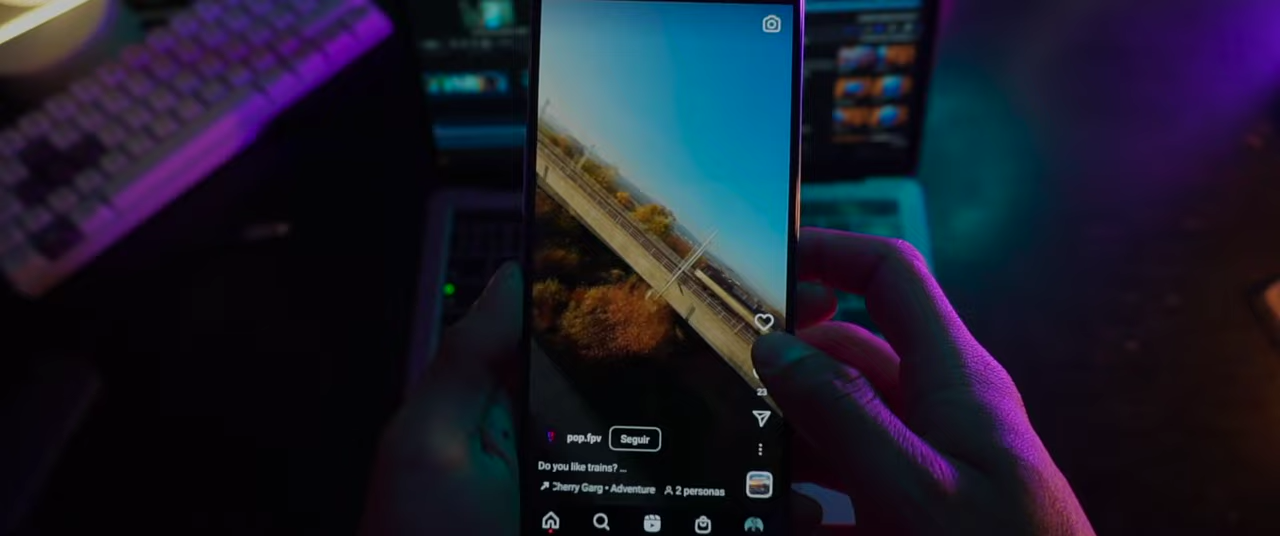 23
pop.fpv Seguir
Do you like trains? ...
Cherry Garg • Adventure 2 personas